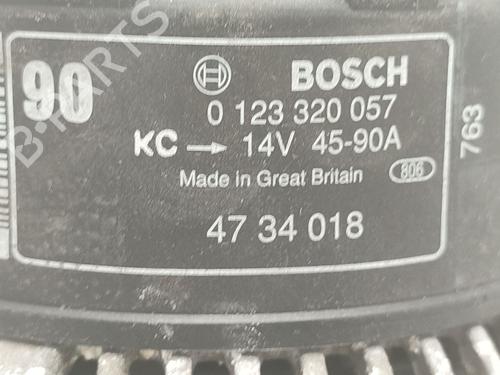 90
BOSCH
0 123 320 057
KC → 14V 45-90A
Made in Great Britain
806
47 34 018
763
B-PARTS